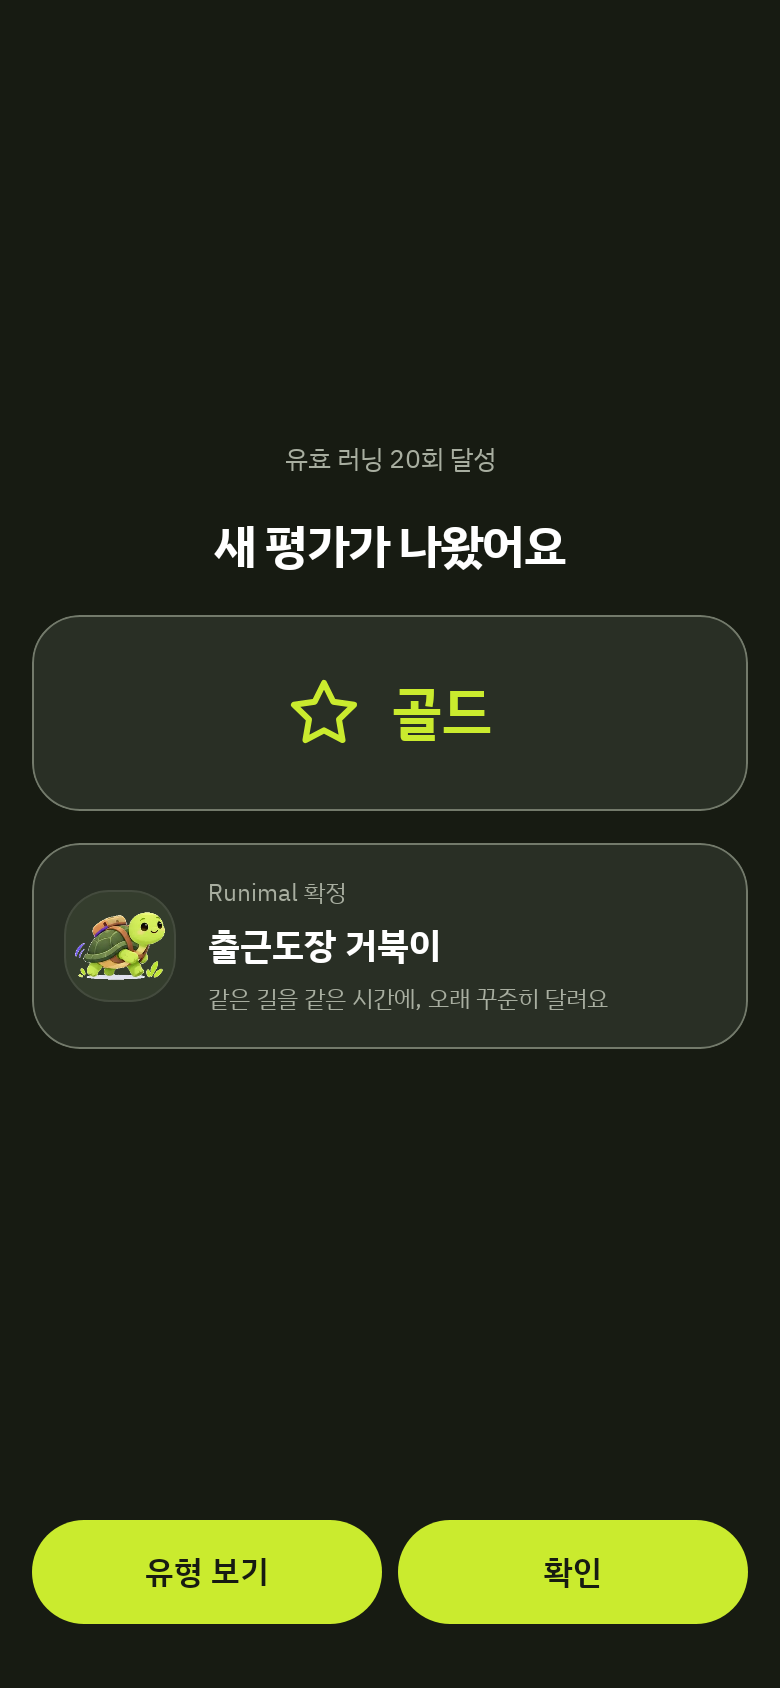 유효 러닝 20회 달성
새 평가가 나왔어요
골드
Runimal 확정
출근도장 거북이
같은 길을 같은 시간에, 오래 꾸준히 달려요
유형 보기
확인